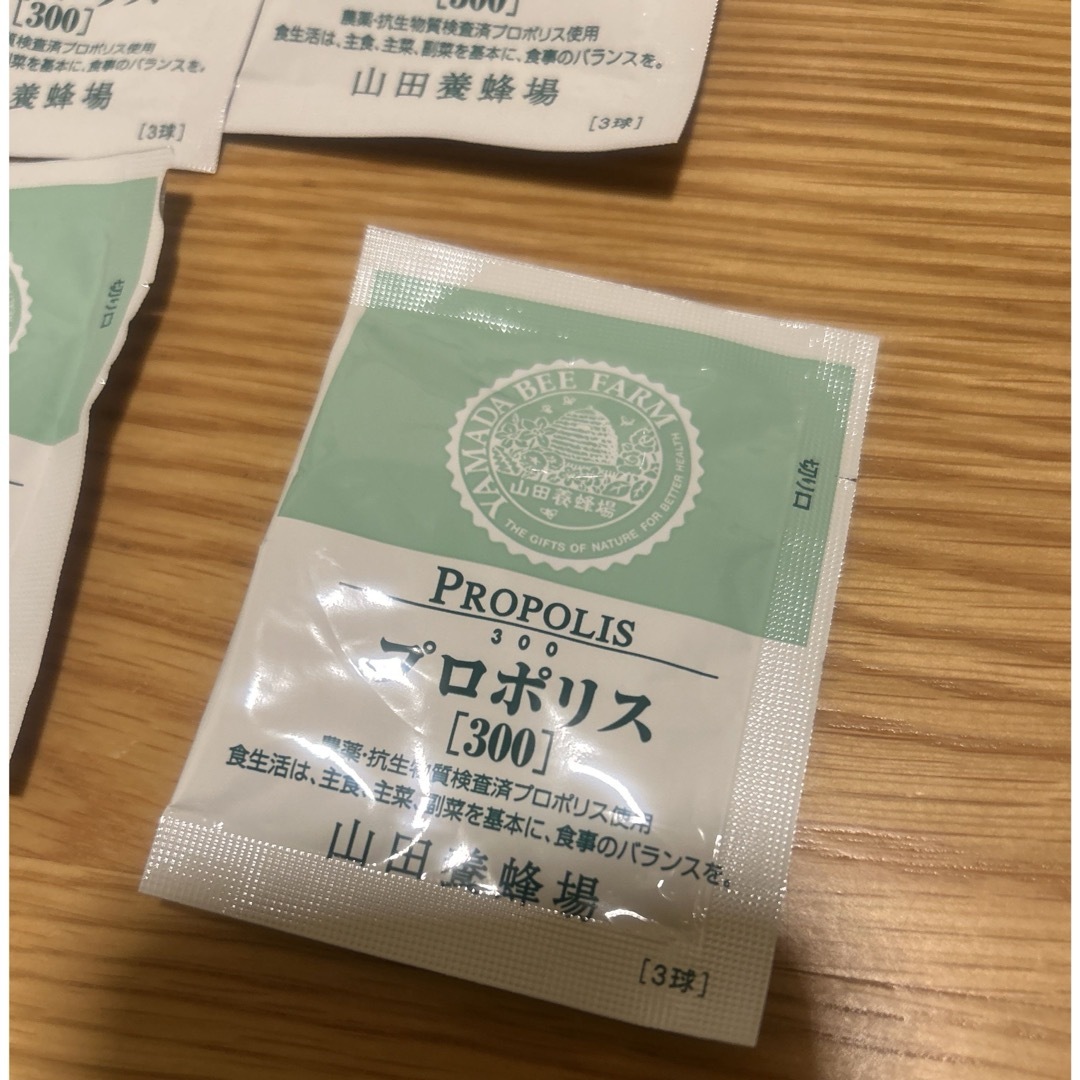 [300]
質検査済プロポリス使用
菜を基本に、食事のバランスを。
養蜂場
[3球]
[300]
農薬・抗生物質検査済プロポリス使用
食生活は、主食、主菜、副菜を基本に、食事のバランスを。
山田養蜂場
[3球]
切り口
YAMADA BEE FARM
山田養蜂場
THE GIFTS OF NATURE FOR BETTER HEALTH
切り口
PROPOLIS
300
プロポリス
[300]
農薬・抗生物質検査済プロポリス使用
食生活は、主食、主菜、副菜を基本に、食事のバランスを。
山田養蜂場
[3球]